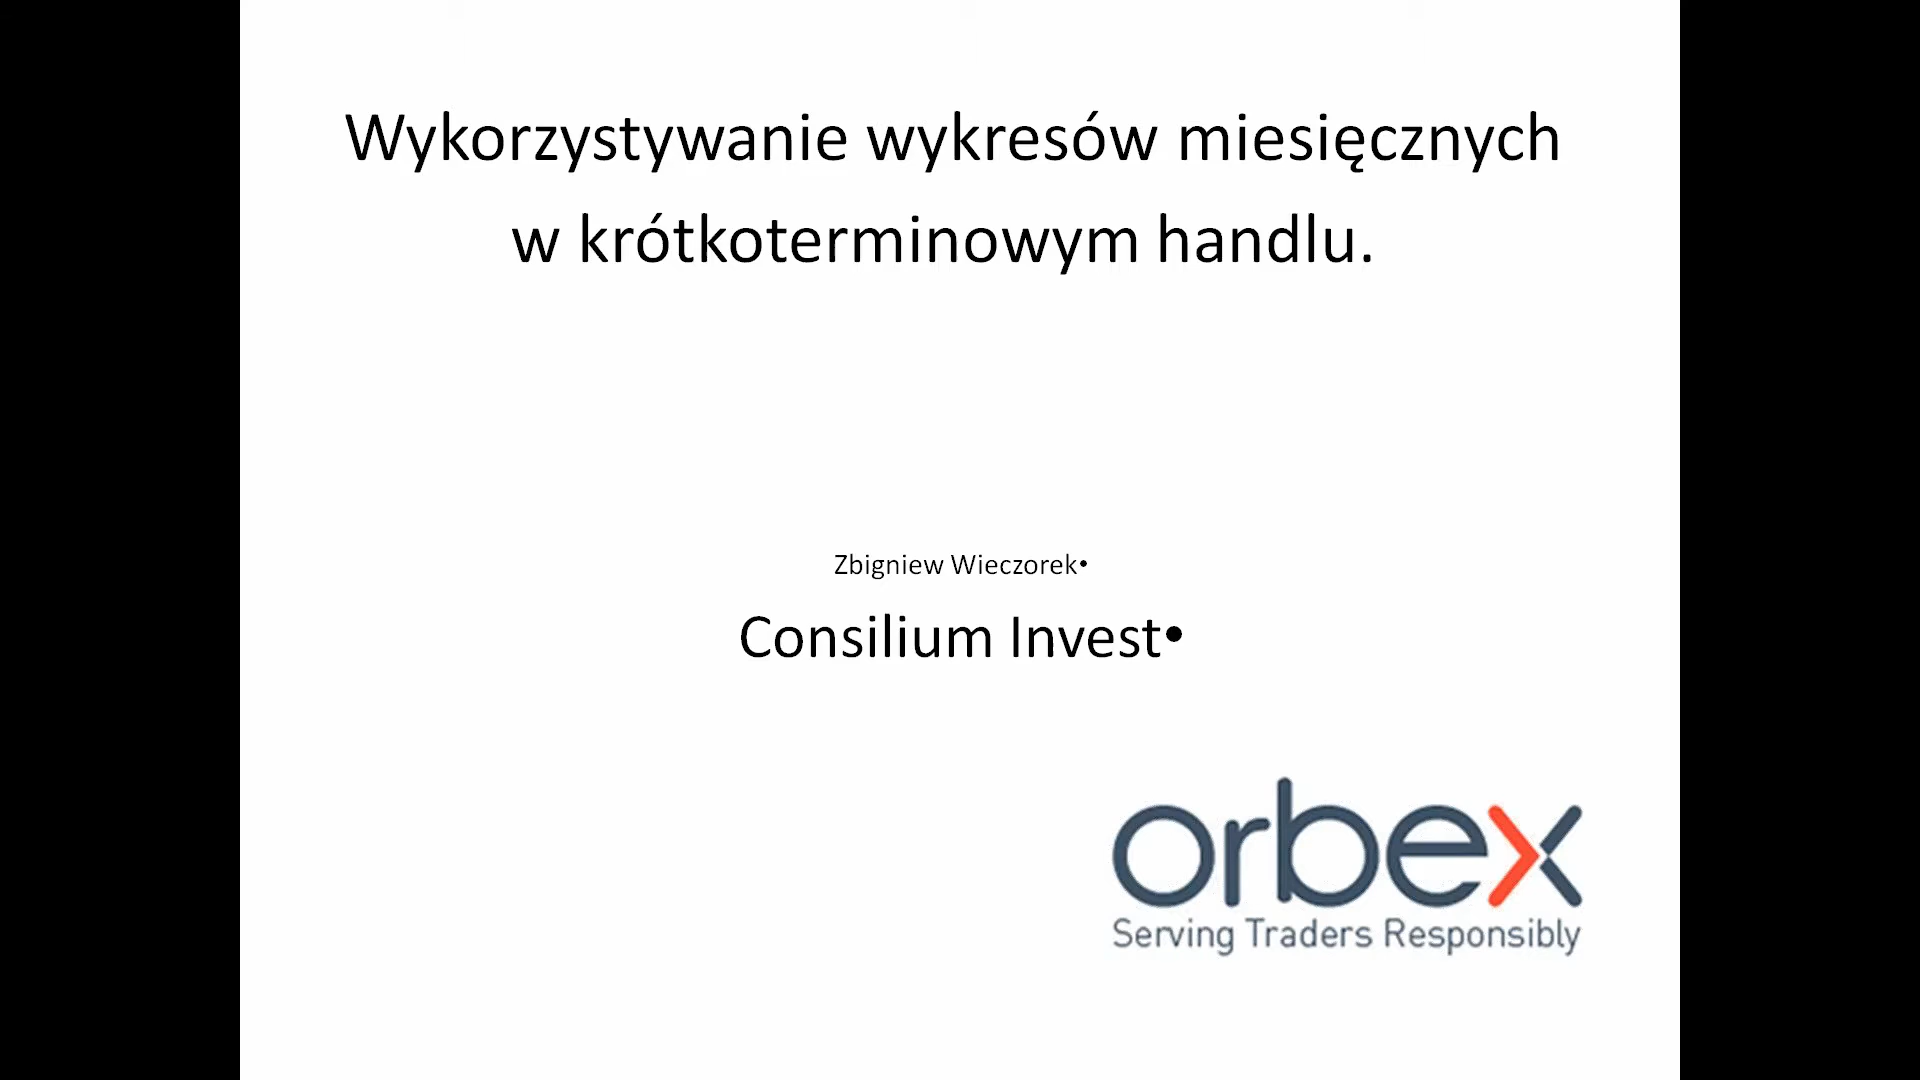 Wykorzystywanie wykresów miesięcznych
w krótkoterminowym handlu.
Zbigniew Wieczorek•
Consilium Invest•
orbex
Serving Traders Responsibly